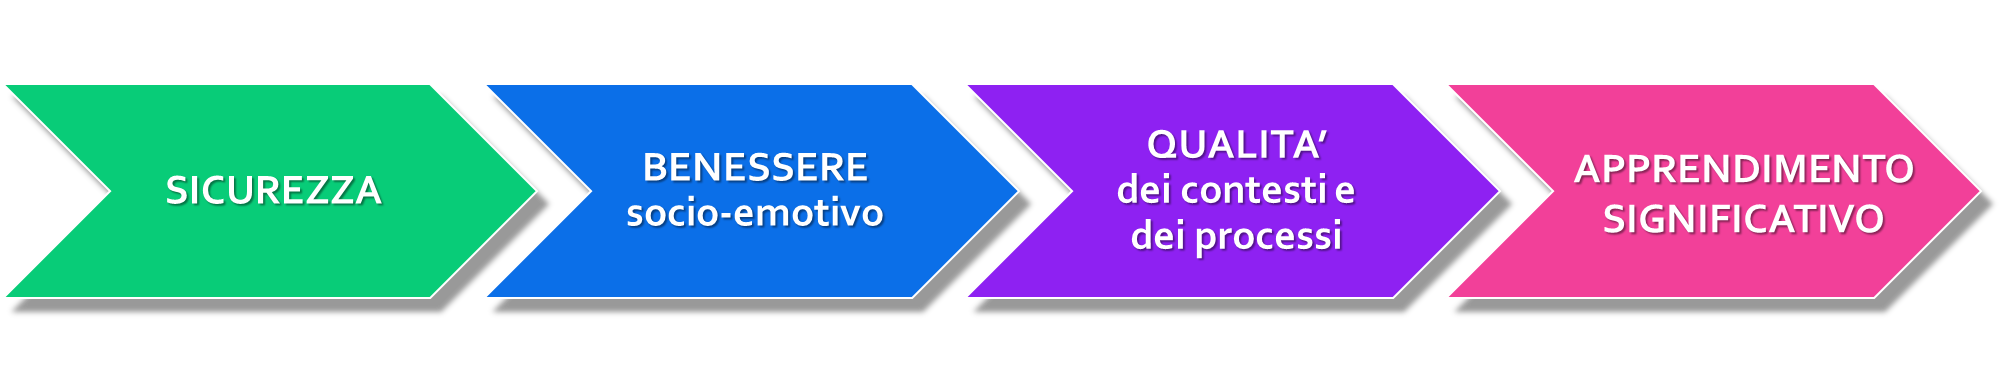 SICUREZZA
BENESSERE
socio-emotivo
QUALITA’
dei contesti e
dei processi
APPRENDIMENTO
SIGNIFICATIVO